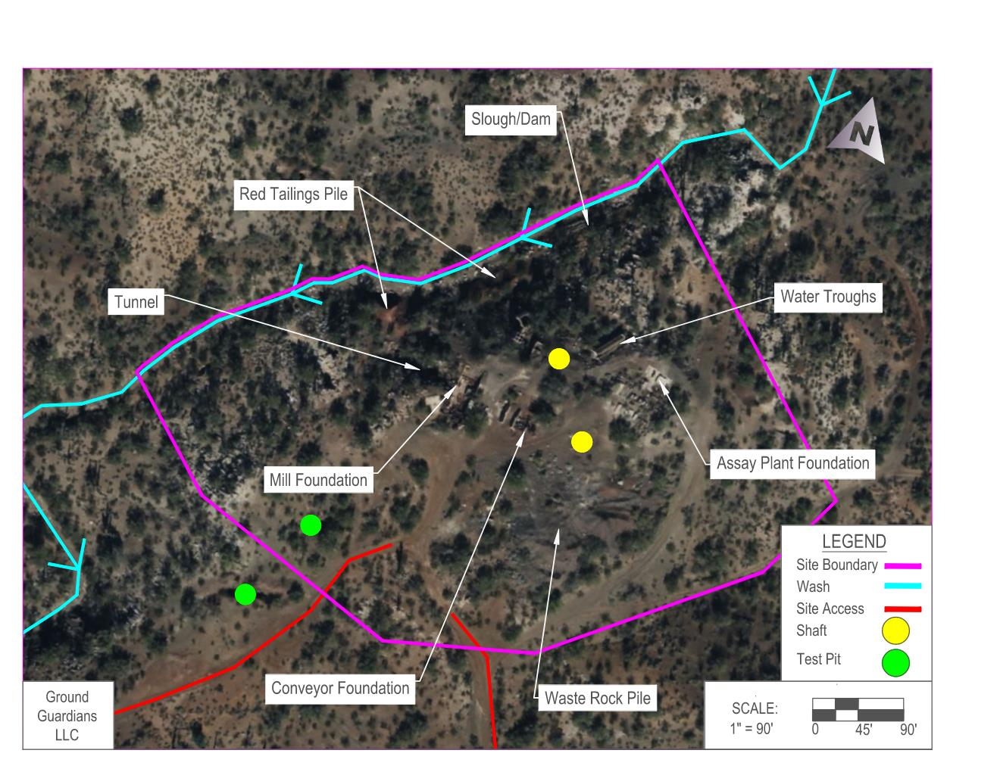 Slough/Dam
N
Red Tailings Pile
Tunnel
Water Troughs
Mill Foundation
Assay Plant Foundation
Conveyor Foundation
Waste Rock Pile
LEGEND
Site Boundary
Wash
Site Access
Shaft
Test Pit
Ground
Guardians
LLC
SCALE:
1" = 90'
0 45' 90'